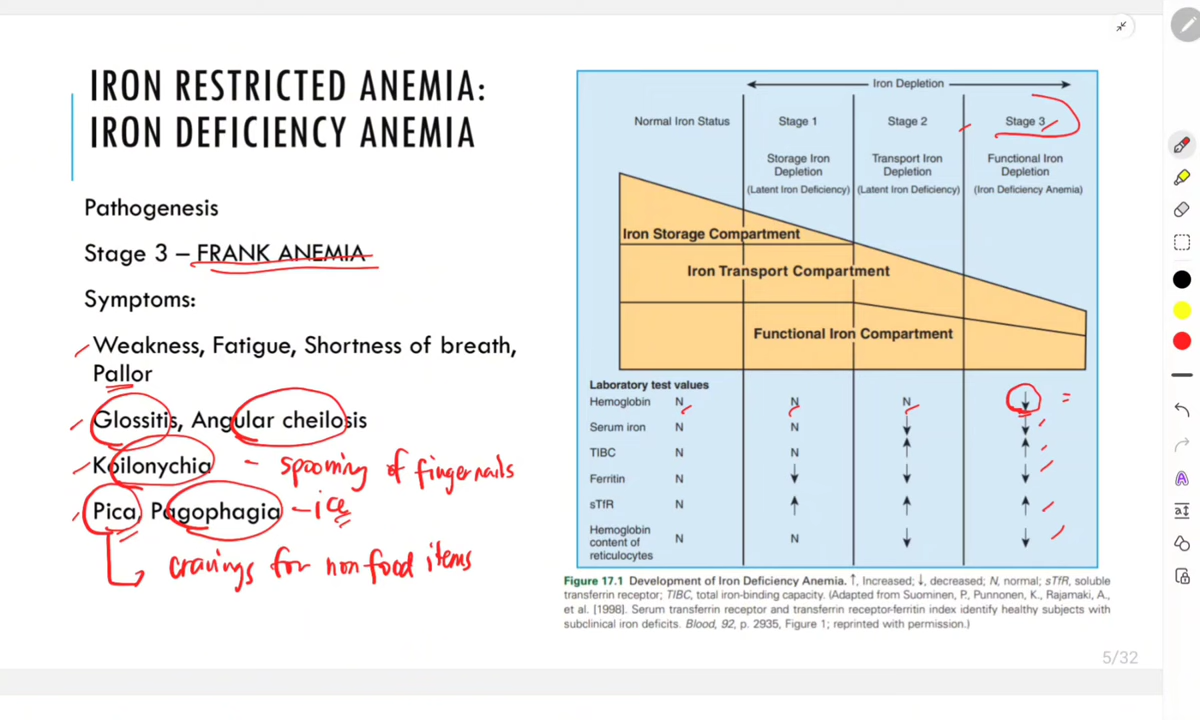 IRON RESTRICTED ANEMIA:
IRON DEFICIENCY ANEMIA
Pathogenesis
Stage 3 – FRANK ANEMIA
Symptoms:
Weakness, Fatigue, Shortness of breath,
Pallor
Glossitis, Angular cheilosis
Koilonychia - spooning of fingernails
Pica, Pagophagia - ice
cravings for nonfood items
Iron Depletion
Normal Iron Status Stage 1 Stage 2 Stage 3
Storage Iron Transport Iron Functional Iron
Depletion Depletion Depletion
(Latent Iron Deficiency) (Latent Iron Deficiency) (Iron Deficiency Anemia)
Iron Storage Compartment
Iron Transport Compartment
Functional Iron Compartment
Laboratory test values
Hemoglobin N N N ↓ =
Serum iron N N ↓ ↓
TIBC N N ↑ ↑
Ferritin N ↓ ↓ ↓
sTfR N ↑ ↑ ↑
Hemoglobin
content of N N ↓ ↓
reticulocytes
Figure 17.1 Development of Iron Deficiency Anemia. ↑, Increased; ↓, decreased; N, normal; sTfR, soluble
transferrin receptor; TIBC, total iron-binding capacity. (Adapted from Suominen, P., Punnonen, K., Rajamaki, A.,
et al. [1998]. Serum transferrin receptor and transferrin receptor-ferritin index identify healthy subjects with
subclinical iron deficits. Blood, 92, p. 2935, Figure 1; reprinted with permission.)
5/32